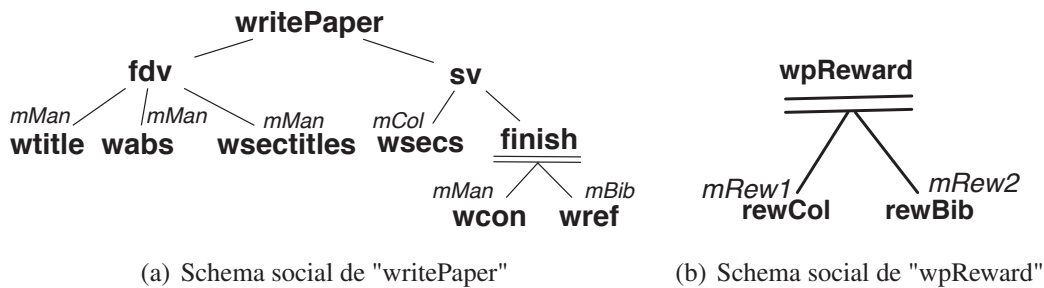 writePaper
fdv
sv
wpReward
mMan
mMan
mMan
mCol
wtitle
wabs
wsectitles
wsecs
finish
mMan
mBib
mRew1
mRew2
wcon
wref
rewCol
rewBib
(a) Schema social de "writePaper"
(b) Schema social de "wpReward"